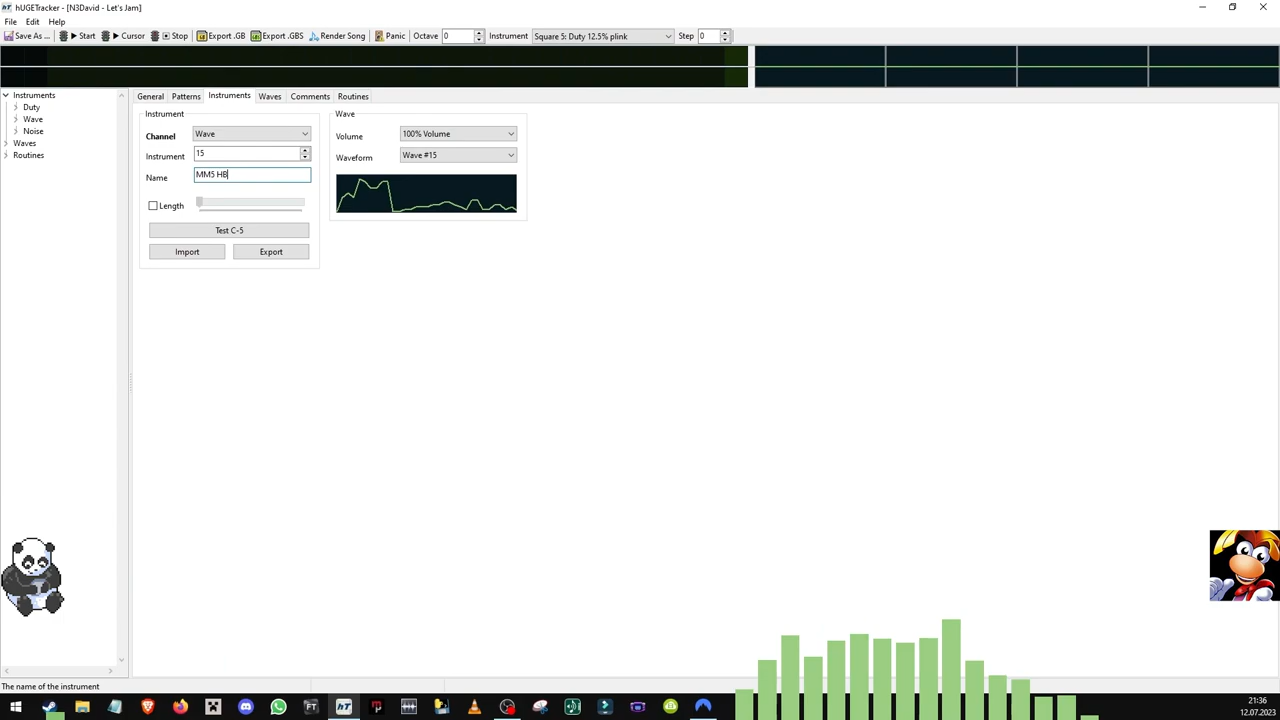 hUGETracker - [N3David - Let's Jam]
File Edit Help
Save As ... Start Cursor Stop Export .GB Export .GBS Render Song Panic Octave 0 Instrument Square 5: Duty 12.5% plink Step 0
Instruments
Duty
Wave
Noise
Waves
Routines
General Patterns Instruments Waves Comments Routines
Instrument
Channel Wave
Instrument 15
Name MM5 HB
Length
Test C-5
Import Export
Wave
Volume 100% Volume
Waveform Wave #15
The name of the instrument
FT hT
21:36
12.07.2023